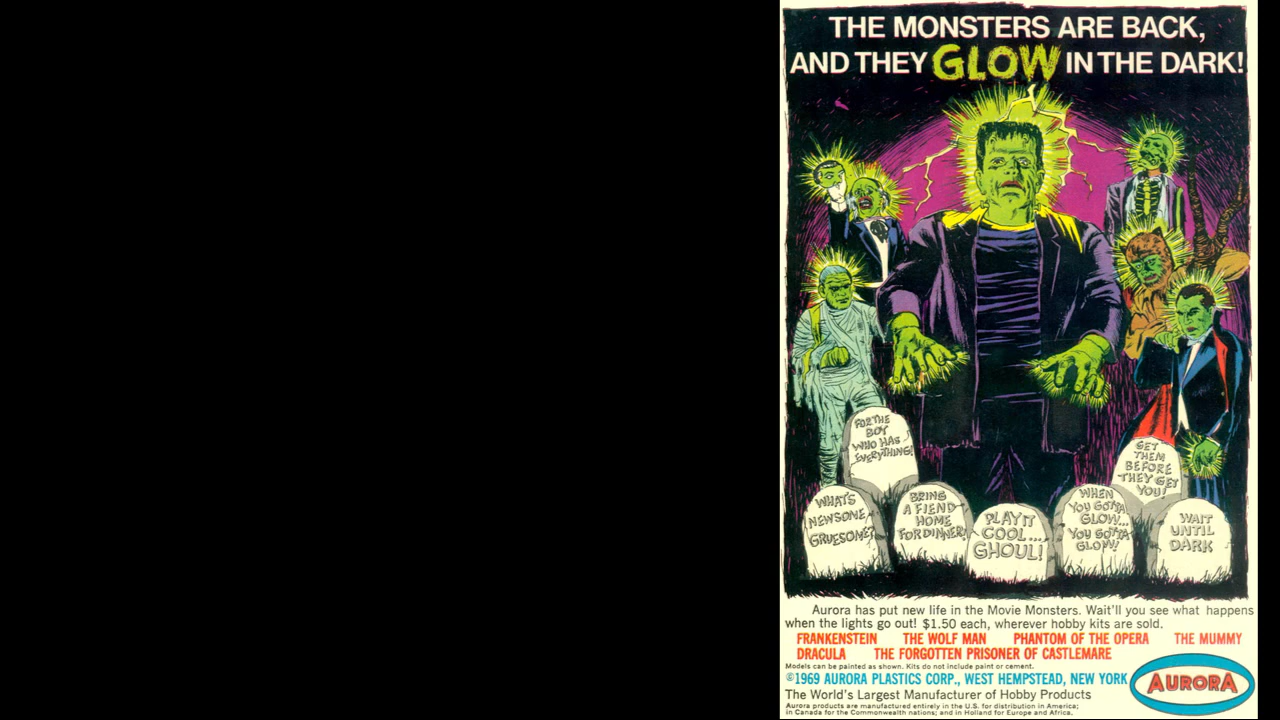 THE MONSTERS ARE BACK,
AND THEY GLOW IN THE DARK!
FOR THE
BOY
WHO HAS
EVERYTHING!
GET
THEM
BEFORE
THEY GET
YOU!
WHAT'S
NEWSONE
GRUESOME?
BRING
A FIEND
HOME
FOR DINNER!
PLAY IT
COOL...
GHOUL!
WHEN
YOU GOTTA
GLOW...
YOU GOTTA
GLOW!
WAIT
UNTIL
DARK
Aurora has put new life in the Movie Monsters. Wait'll you see what happens
when the lights go out! $1.50 each, wherever hobby kits are sold.
FRANKENSTEIN THE WOLF MAN PHANTOM OF THE OPERA THE MUMMY
DRACULA THE FORGOTTEN PRISONER OF CASTLEMARE
Models can be painted as shown. Kits do not include paint or cement.
©1969 AURORA PLASTICS CORP., WEST HEMPSTEAD, NEW YORK
The World's Largest Manufacturer of Hobby Products
Aurora products are manufactured entirely in the U.S. for distribution in America;
in Canada for the Commonwealth nations; and in Holland for Europe and Africa.
AURORA